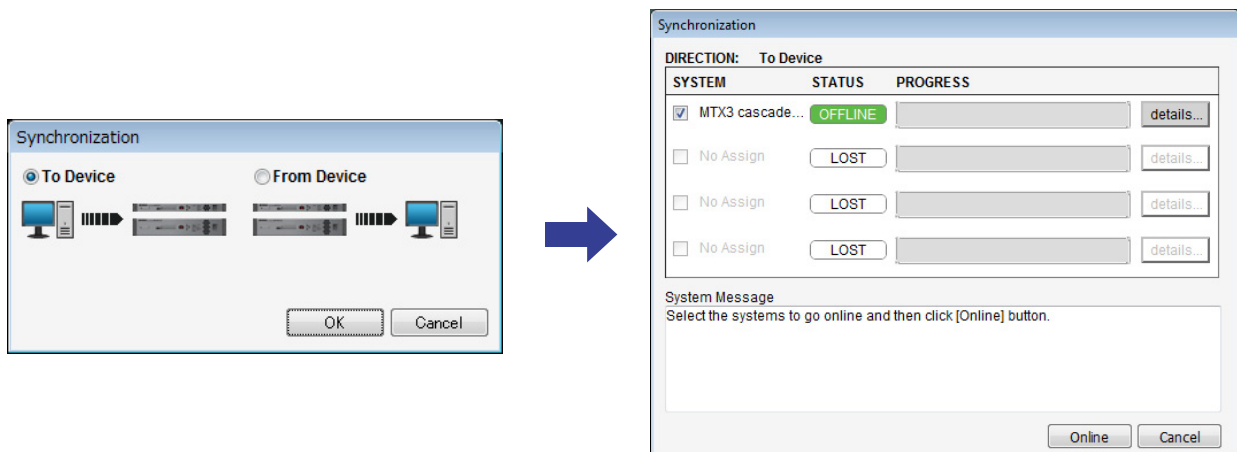 Synchronization
To Device From Device
OK Cancel
Synchronization
DIRECTION: To Device
SYSTEM STATUS PROGRESS
MTX3 cascade... OFFLINE details...
No Assign LOST details...
No Assign LOST details...
No Assign LOST details...
System Message
Select the systems to go online and then click [Online] button.
Online Cancel